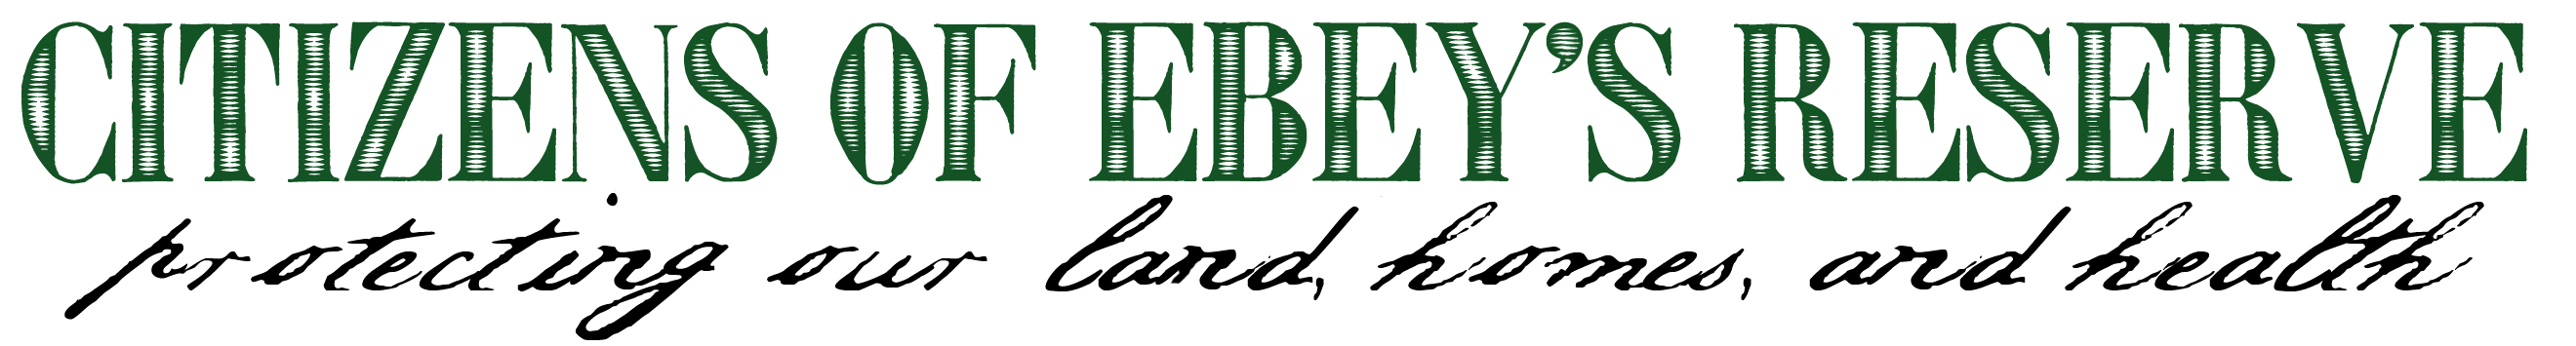 CITIZENS OF EBEY’S RESERVE
protecting our land, homes, and health